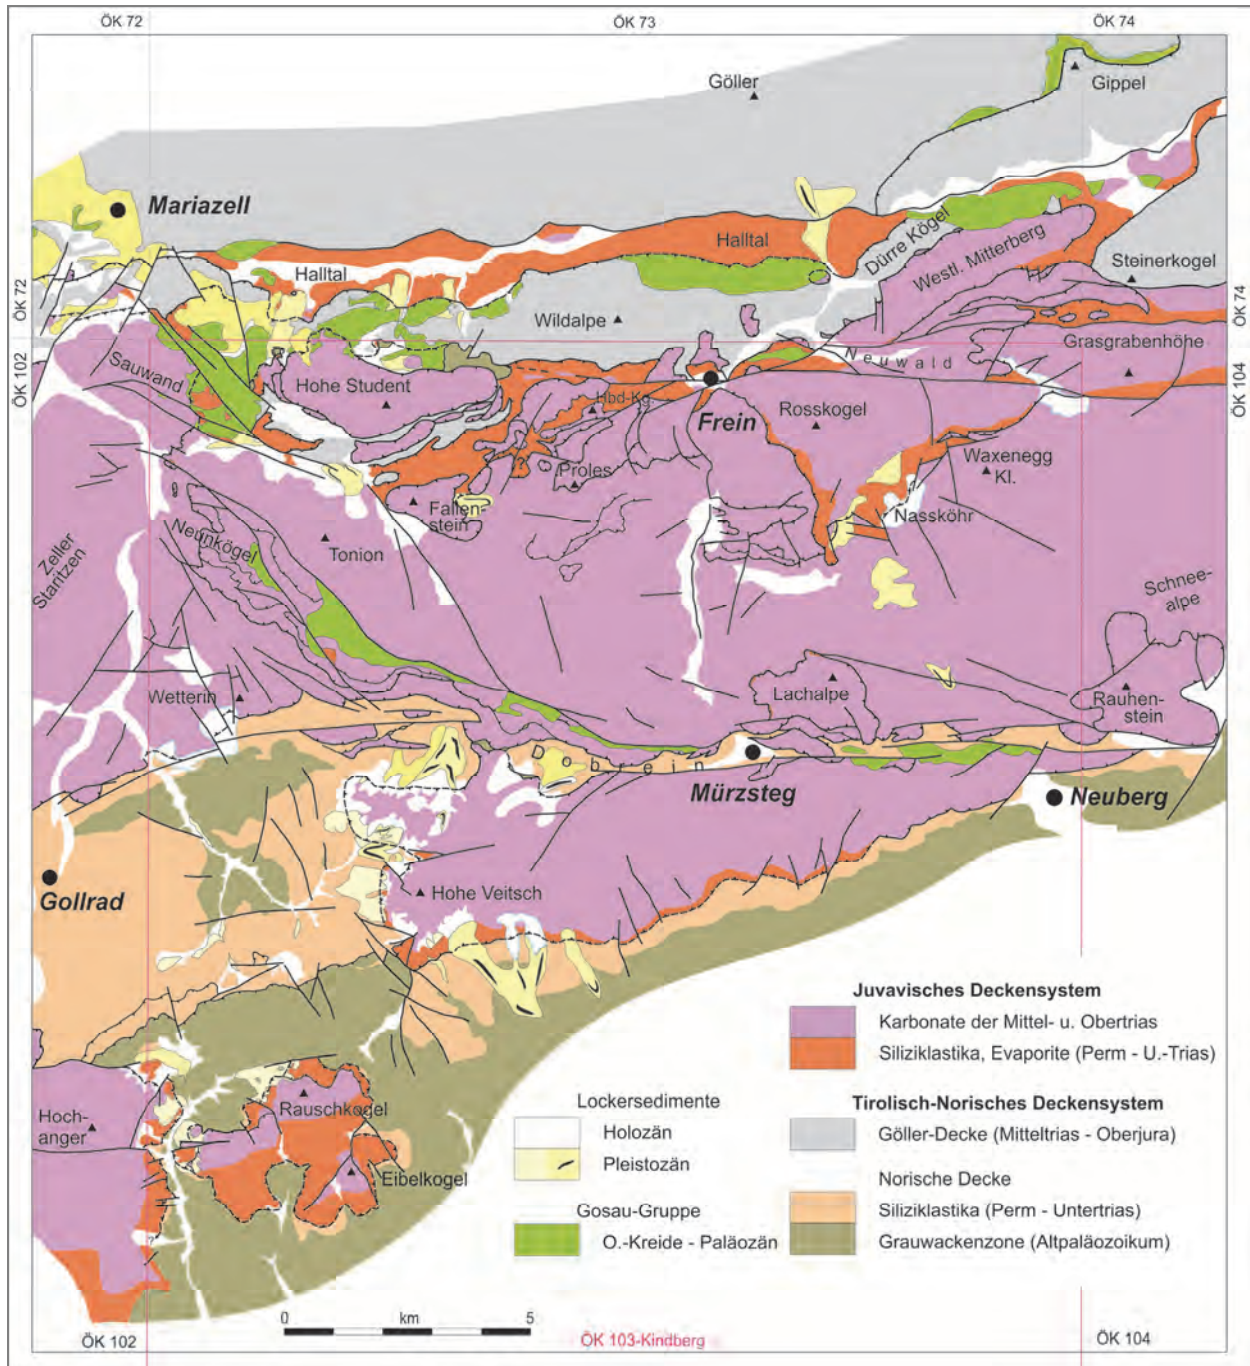 ÖK 72
ÖK 73
ÖK 74
Göller
Gippel
Mariazell
Halltal
Halltal
Dürre Kögel
Westl. Mitterberg
Steinerkogel
ÖK 72
ÖK 74
Wildalpe
Neuwald
Grasgrabenhöhe
ÖK 102
ÖK 104
Sauwand
Hohe Student
Hbd-Kg.
Frein
Rosskogel
Waxenegg
Kl.
Proles
Fallen-
stein
Nassköhr
Neunkögel
Tonion
Zeller
Staritzen
Schnee-
alpe
Wetterin
Lachalpe
Rauhen-
stein
Dobrein
Mürzsteg
Neuberg
Gollrad
Hohe Veitsch
Rauschkogel
Hoch-
anger
Eibelkogel
Juvavisches Deckensystem
Karbonate der Mittel- u. Obertrias
Siliziklastika, Evaporite (Perm - U.-Trias)
Lockersedimente
Holozän
Pleistozän
Gosau-Gruppe
O.-Kreide - Paläozän
Tirolisch-Norisches Deckensystem
Göller-Decke (Mitteltrias - Oberjura)
Norische Decke
Siliziklastika (Perm - Untertrias)
Grauwackenzone (Altpaläozoikum)
0 km 5
ÖK 102
ÖK 103-Kindberg
ÖK 104